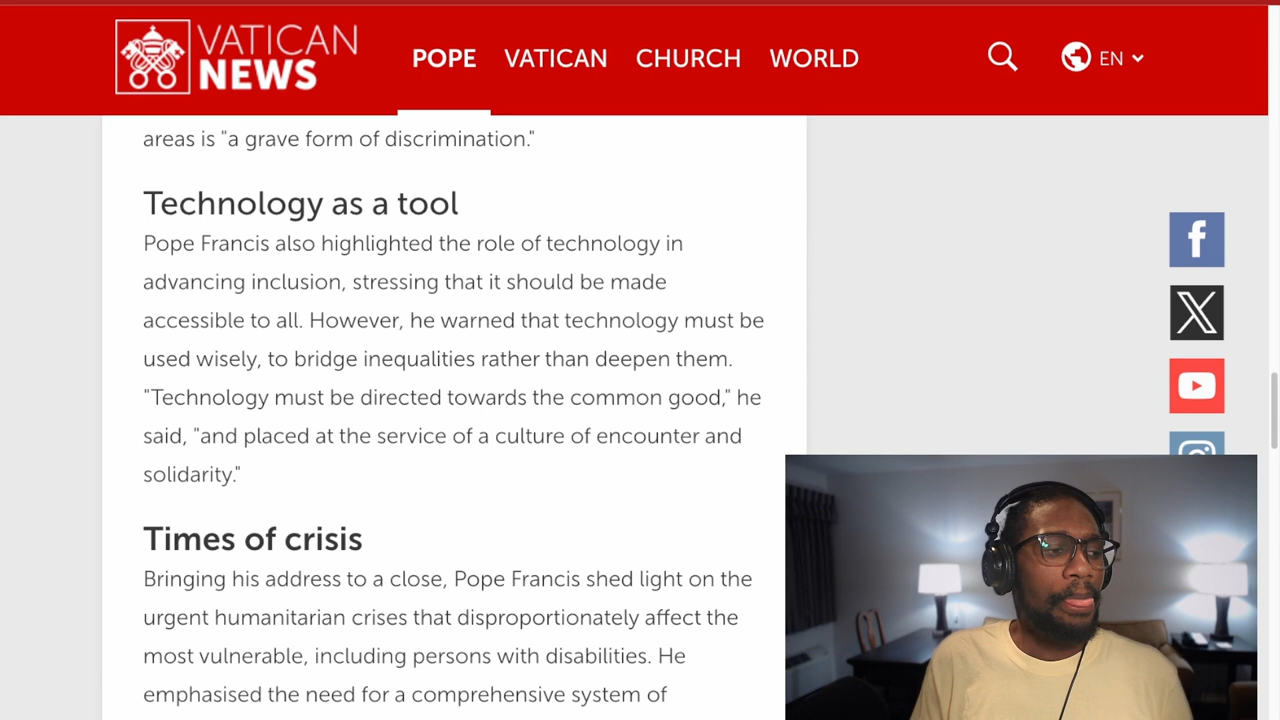 VATICAN
NEWS
POPE
VATICAN
CHURCH
WORLD
EN
areas is "a grave form of discrimination."
Technology as a tool
Pope Francis also highlighted the role of technology in
advancing inclusion, stressing that it should be made
accessible to all. However, he warned that technology must be
used wisely, to bridge inequalities rather than deepen them.
"Technology must be directed towards the common good," he
said, "and placed at the service of a culture of encounter and
solidarity."
Times of crisis
Bringing his address to a close, Pope Francis shed light on the
urgent humanitarian crises that disproportionately affect the
most vulnerable, including persons with disabilities. He
emphasised the need for a comprehensive system of